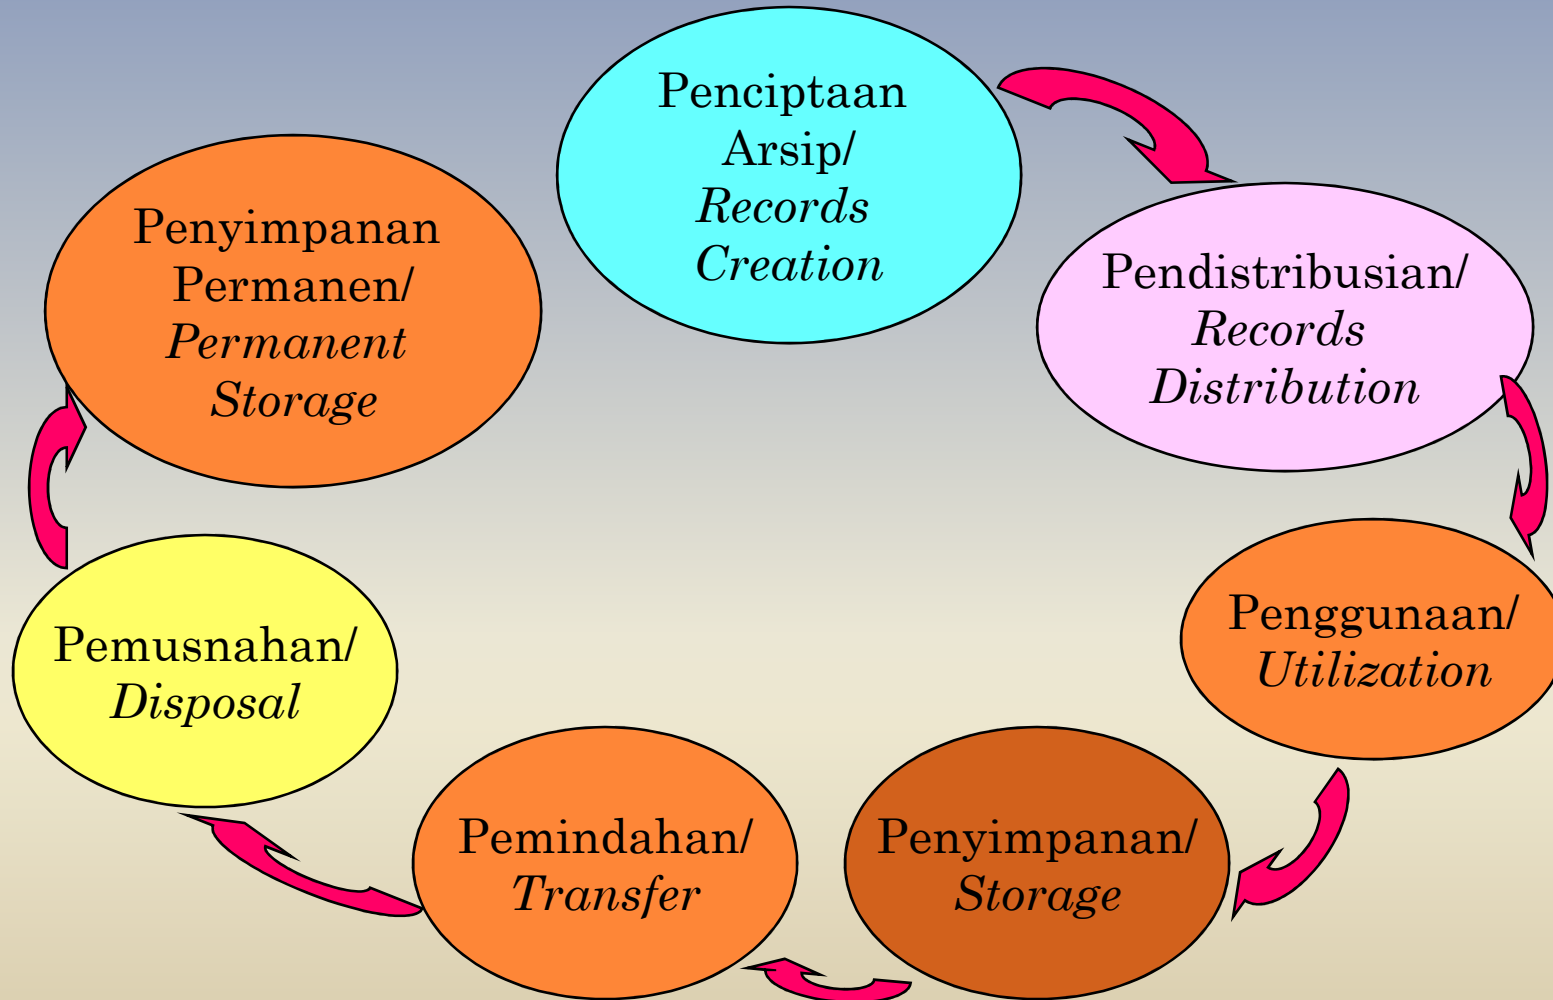 Penciptaan
Arsip/
Records
Creation
Pendistribusian/
Records
Distribution
Penggunaan/
Utilization
Penyimpanan/
Storage
Pemindahan/
Transfer
Pemusnahan/
Disposal
Penyimpanan
Permanen/
Permanent
Storage